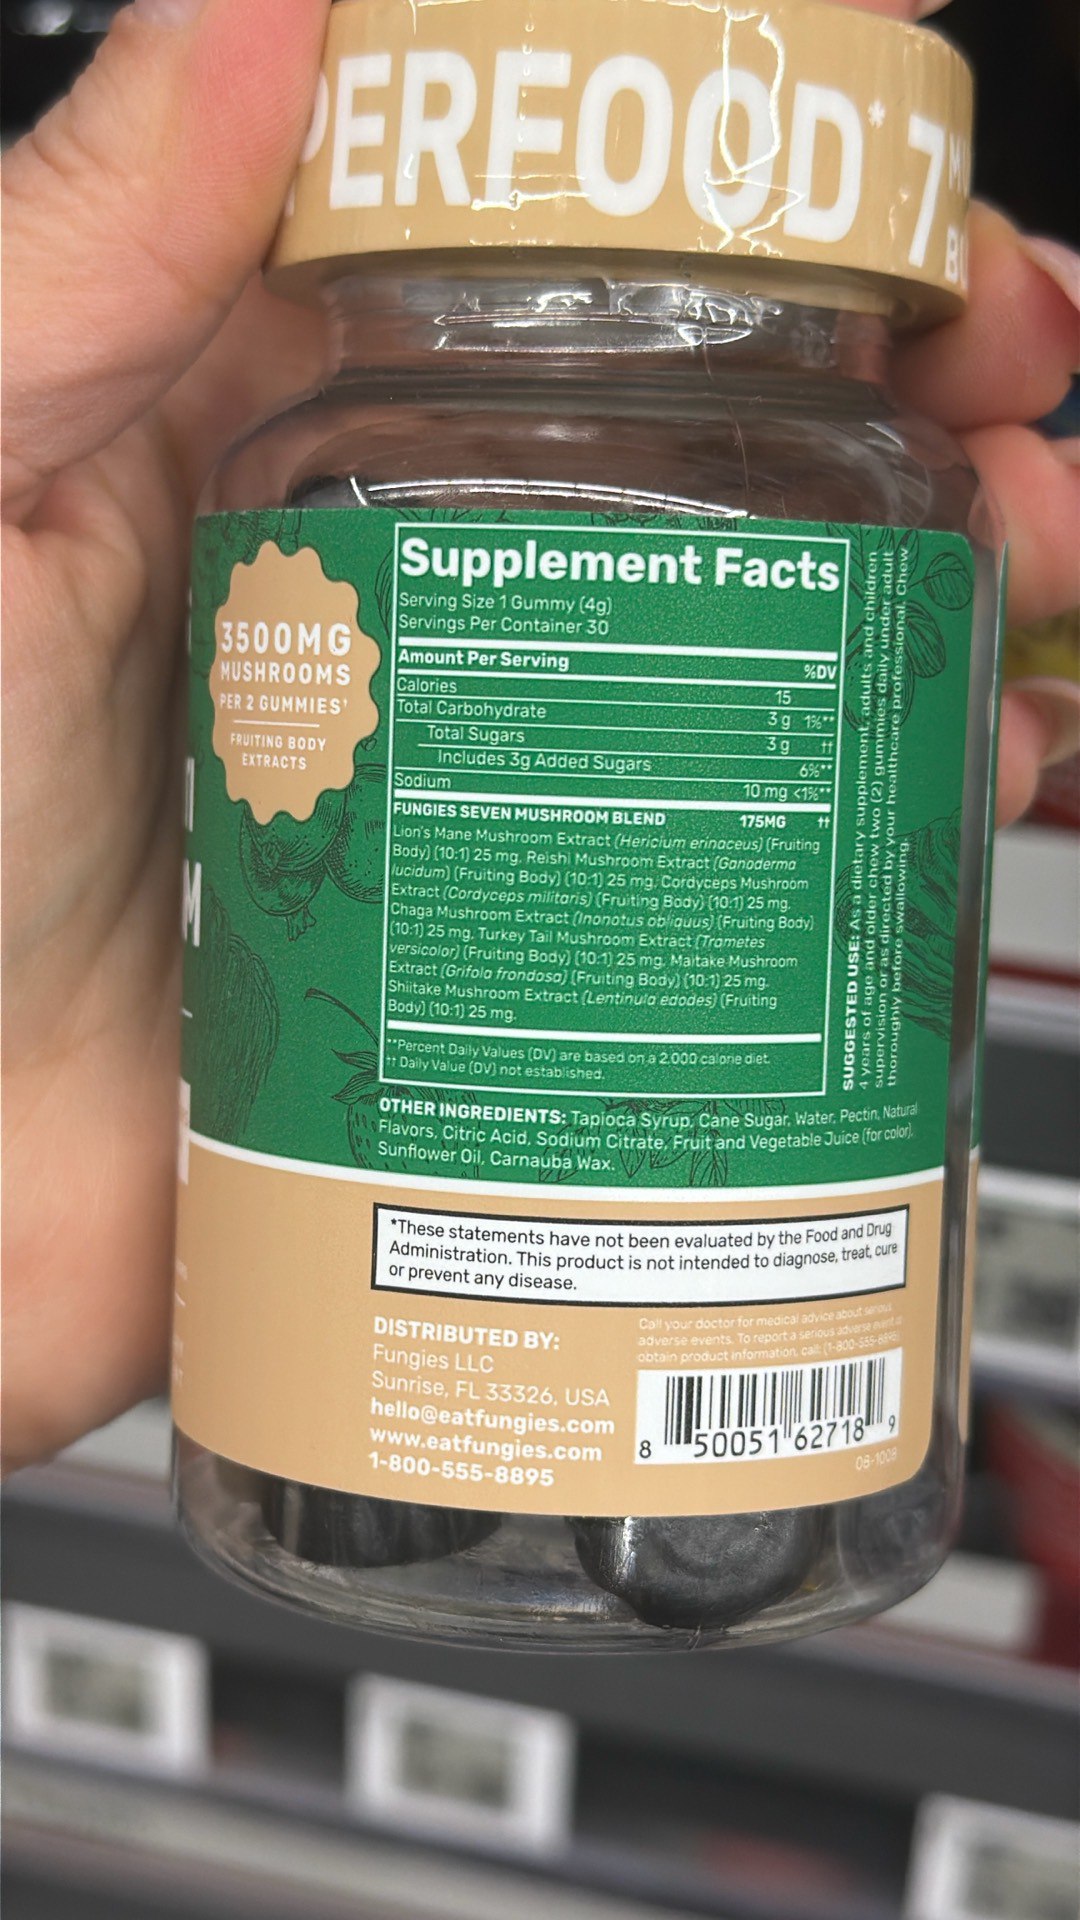 PERFOOD* 7
3500MG
MUSHROOMS
PER 2 GUMMIES†
FRUITING BODY
EXTRACTS
Supplement Facts
Serving Size 1 Gummy (4g)
Servings Per Container 30
Amount Per Serving %DV
Calories 15
Total Carbohydrate 3 g 1%**
Total Sugars 3 g ††
Includes 3g Added Sugars 6%**
Sodium 10 mg <1%**
FUNGIES SEVEN MUSHROOM BLEND 175MG ††
Lion's Mane Mushroom Extract (Hericium erinaceus) (Fruiting
Body) (10:1) 25 mg, Reishi Mushroom Extract (Ganoderma
lucidum) (Fruiting Body) (10:1) 25 mg, Cordyceps Mushroom
Extract (Cordyceps militaris) (Fruiting Body) (10:1) 25 mg,
Chaga Mushroom Extract (Inonotus obliquus) (Fruiting Body)
(10:1) 25 mg, Turkey Tail Mushroom Extract (Trametes
versicolor) (Fruiting Body) (10:1) 25 mg, Maitake Mushroom
Extract (Grifola frondosa) (Fruiting Body) (10:1) 25 mg,
Shiitake Mushroom Extract (Lentinula edodes) (Fruiting
Body) (10:1) 25 mg.
**Percent Daily Values (DV) are based on a 2,000 calorie diet.
†† Daily Value (DV) not established.
SUGGESTED USE: As a dietary supplement, adults and children
4 years of age and older chew two (2) gummies daily under adult
supervision or as directed by your healthcare professional. Chew
thoroughly before swallowing.
OTHER INGREDIENTS: Tapioca Syrup, Cane Sugar, Water, Pectin, Natural
Flavors, Citric Acid, Sodium Citrate, Fruit and Vegetable Juice (for color),
Sunflower Oil, Carnauba Wax.
*These statements have not been evaluated by the Food and Drug
Administration. This product is not intended to diagnose, treat, cure
or prevent any disease.
DISTRIBUTED BY:
Fungies LLC
Sunrise, FL 33326, USA
hello@eatfungies.com
www.eatfungies.com
1-800-555-8895
Call your doctor for medical advice about serious
adverse events. To report a serious adverse event or
obtain product information, call: (1-800-555-8895)
8 50051 62718 9
08-1008